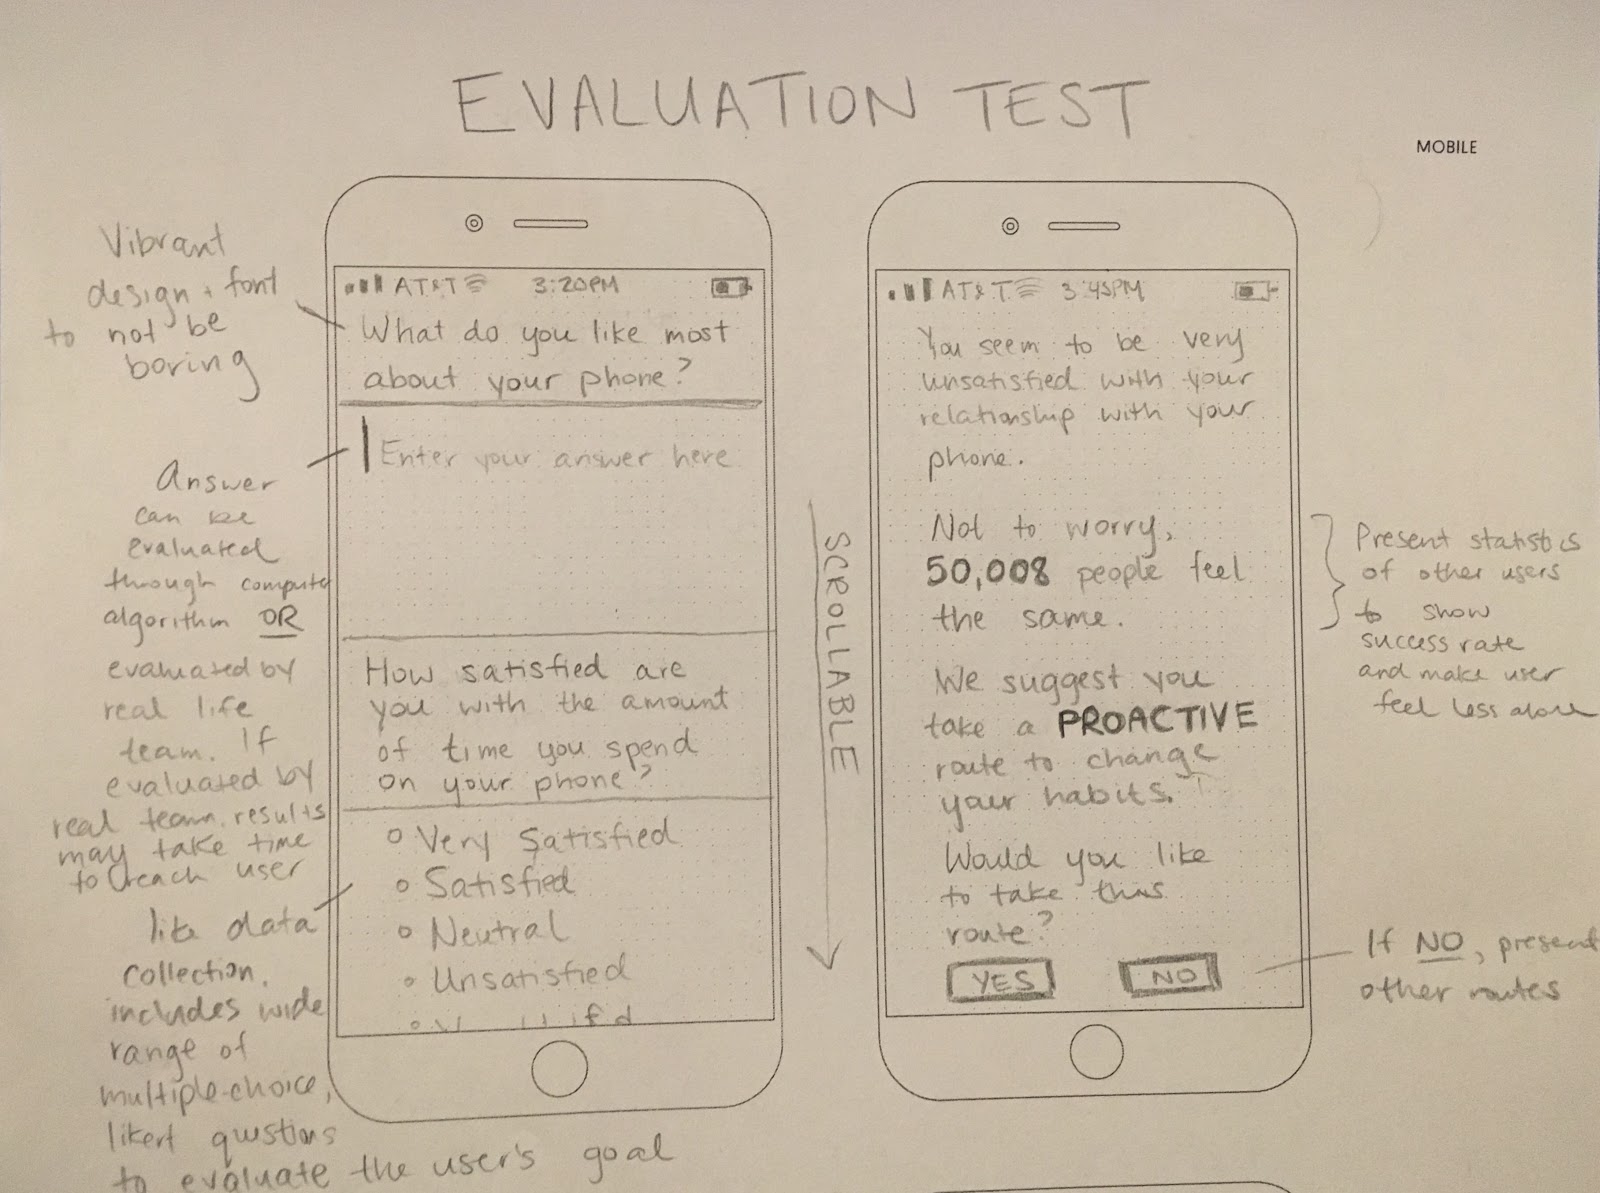 EVALUATION TEST
MOBILE
Vibrant
design + font
to not be
boring
Answer
can be
evaluated
through computer
algorithm OR
evaluated by
real life
team. If
evaluated by
real team, results
may take time
to reach user
like data
collection.
includes wide
range of
multiple-choice,
likert questions
to evaluate the user's goal
AT&T 3:20PM
What do you like most
about your phone?
Enter your answer here
How satisfied are
you with the amount
of time you spend
on your phone?
Very Satisfied
Satisfied
Neutral
Unsatisfied
SCROLLABLE
AT&T 3:45PM
You seem to be very
unsatisfied with your
relationship with your
phone.
Not to worry,
50,008 people feel
the same.
We suggest you
take a PROACTIVE
route to change
your habits.
Would you like
to take this
route?
YES NO
Present statistics
of other users
to show
success rate
and make user
feel less alone
If NO, present
other routes